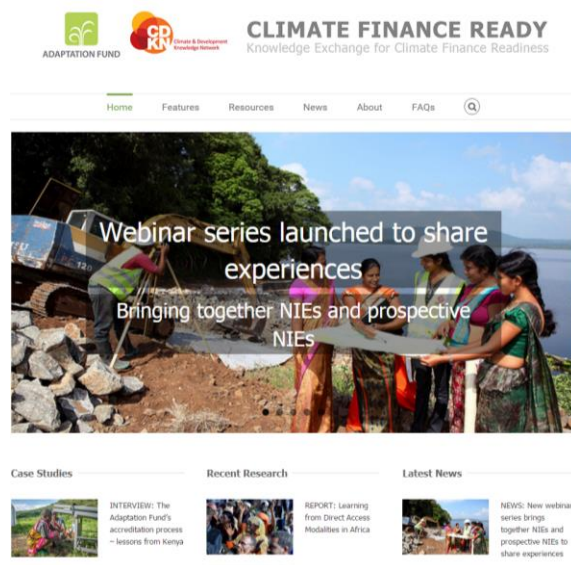 ADAPTATION FUND
CDKN
Climate & Development
Knowledge Network
CLIMATE FINANCE READY
Knowledge Exchange for Climate Finance Readiness
Home Features Resources News About FAQs
Webinar series launched to share
experiences
Bringing together NIEs and prospective
NIEs
Case Studies
INTERVIEW: The
Adaptation Fund's
accreditation process
– lessons from Kenya
Recent Research
REPORT: Learning
from Direct Access
Modalities in Africa
Latest News
NEWS: New webinar
series brings
together NIEs and
prospective NIEs to
share experiences